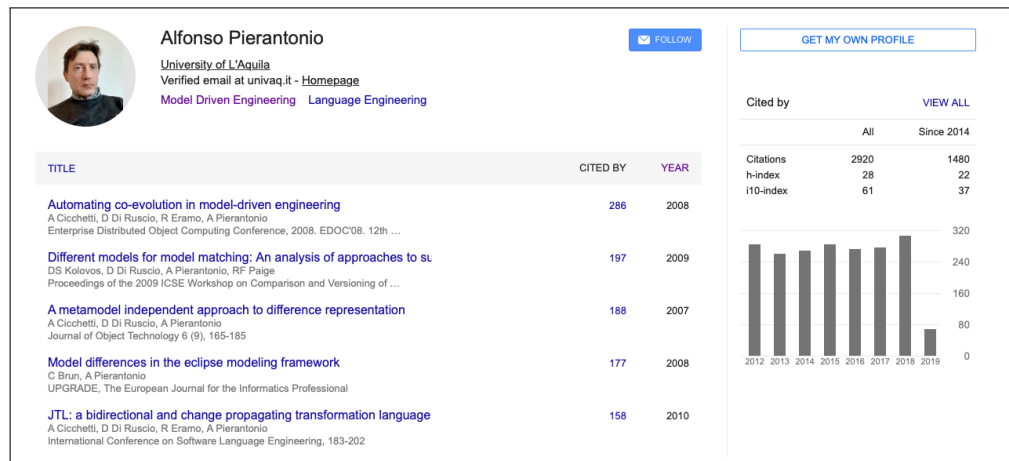 Alfonso Pierantonio
FOLLOW
University of L'Aquila
Verified email at univaq.it - Homepage
Model Driven Engineering Language Engineering
TITLE CITED BY YEAR
Automating co-evolution in model-driven engineering 286 2008
A Cicchetti, D Di Ruscio, R Eramo, A Pierantonio
Enterprise Distributed Object Computing Conference, 2008. EDOC'08. 12th ...
Different models for model matching: An analysis of approaches to su 197 2009
DS Kolovos, D Di Ruscio, A Pierantonio, RF Paige
Proceedings of the 2009 ICSE Workshop on Comparison and Versioning of ...
A metamodel independent approach to difference representation 188 2007
A Cicchetti, D Di Ruscio, A Pierantonio
Journal of Object Technology 6 (9), 165-185
Model differences in the eclipse modeling framework 177 2008
C Brun, A Pierantonio
UPGRADE, The European Journal for the Informatics Professional
JTL: a bidirectional and change propagating transformation language 158 2010
A Cicchetti, D Di Ruscio, R Eramo, A Pierantonio
International Conference on Software Language Engineering, 183-202
GET MY OWN PROFILE
Cited by VIEW ALL
All Since 2014
Citations 2920 1480
h-index 28 22
i10-index 61 37
320
240
160
80
0
2012 2013 2014 2015 2016 2017 2018 2019